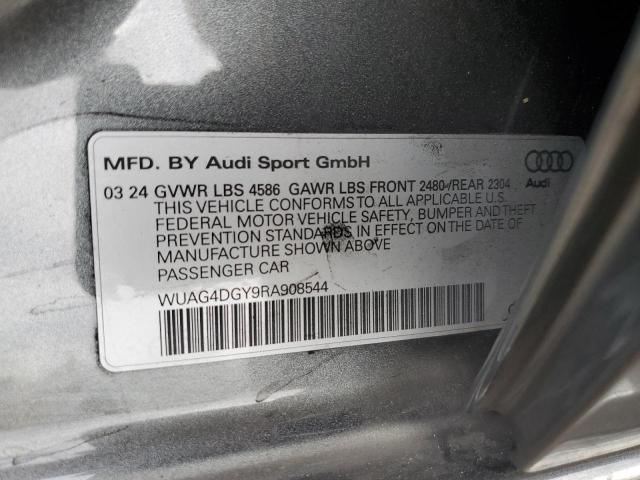 MFD. BY Audi Sport GmbH
03 24 GVWR LBS 4586 GAWR LBS FRONT 2480/REAR 2304
Audi
THIS VEHICLE CONFORMS TO ALL APPLICABLE U.S.
FEDERAL MOTOR VEHICLE SAFETY, BUMPER AND THEFT
PREVENTION STANDARDS IN EFFECT ON THE DATE OF
MANUFACTURE SHOWN ABOVE
PASSENGER CAR
WUAG4DGY9RA908544